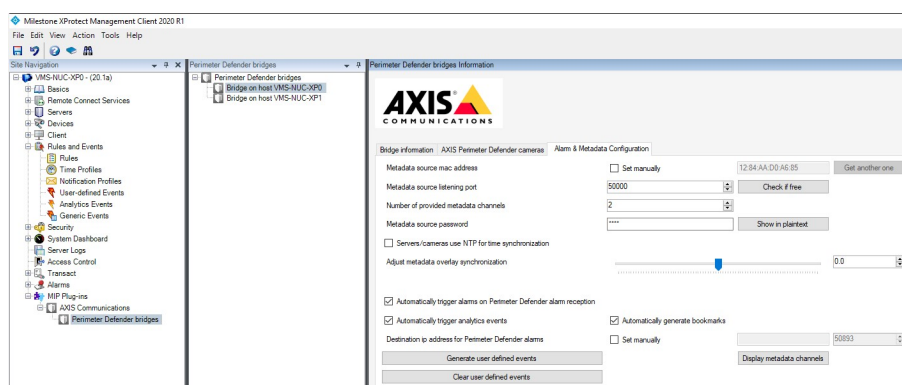 Milestone XProtect Management Client 2020 R1
File Edit View Action Tools Help
Site Navigation
VMS-NUC-XP0 - (20.1a)
Basics
Remote Connect Services
Servers
Devices
Client
Rules and Events
Rules
Time Profiles
Notification Profiles
User-defined Events
Analytics Events
Generic Events
Security
System Dashboard
Server Logs
Access Control
Transact
Alarms
MIP Plug-ins
AXIS Communications
Perimeter Defender bridges
Perimeter Defender bridges
Perimeter Defender bridges
Bridge on host VMS-NUC-XP0
Bridge on host VMS-NUC-XP1
Perimeter Defender bridges Information
AXIS
COMMUNICATIONS
Bridge information AXIS Perimeter Defender cameras Alarm & Metadata Configuration
Metadata source mac address Set manually 12:84:AA:D0:A6:85 Get another one
Metadata source listening port 50000 Check if free
Number of provided metadata channels 2
Metadata source password **** Show in plaintext
Servers/cameras use NTP for time synchronization
Adjust metadata overlay synchronization 0.0
Automatically trigger alarms on Perimeter Defender alarm reception
Automatically trigger analytics events Automatically generate bookmarks
Destination ip address for Perimeter Defender alarms Set manually 50893
Generate user defined events Display metadata channels
Clear user defined events